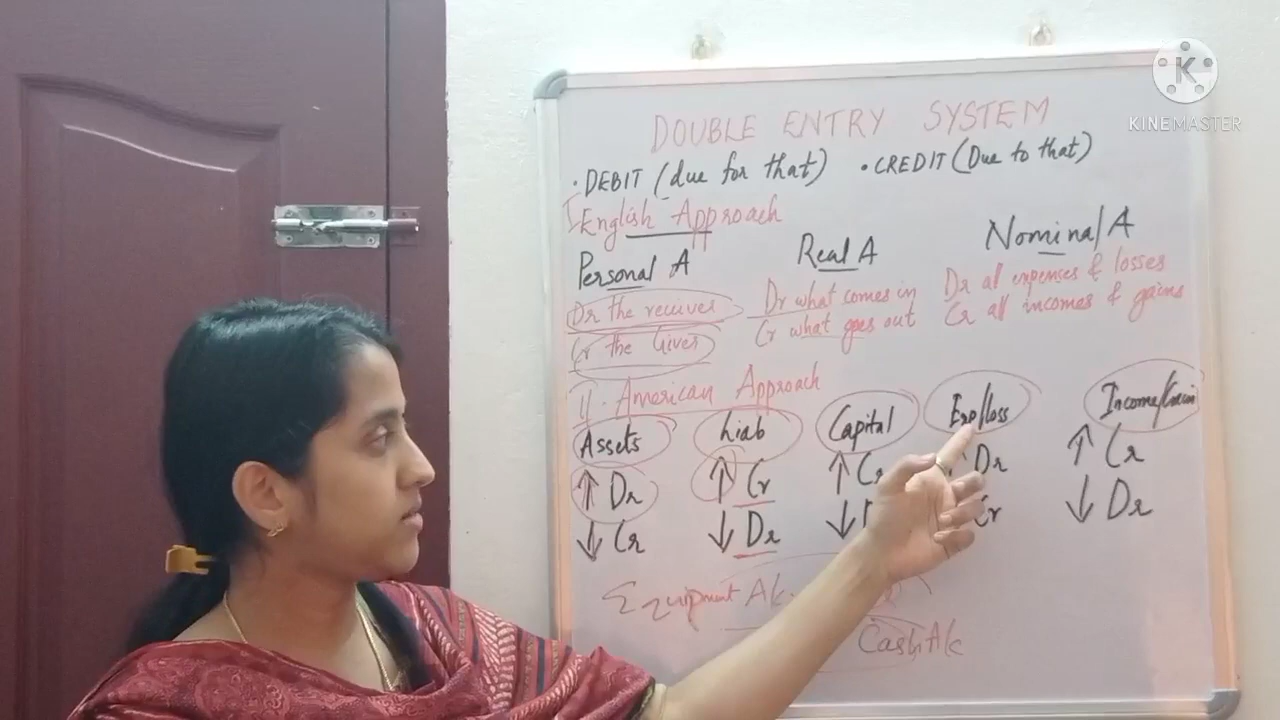 DOUBLE ENTRY SYSTEM
• DEBIT (due for that) • CREDIT (Due to that)
I English Approach
Personal A Real A Nominal A
Dr the reciives Dr what comes in Dr al expenses & losses
Cr the Giver Cr what goes out Cr all incomes & gains
II. American Approach
Assets Liab Capital Exp/loss Income/Gain
↑ Dr ↑ Cr ↑ Cr Dr ↑ Cr
↓ Cr ↓ Dr ↓ Cr ↓ Dr
Equipment A/c
Cash A/c
K
KINEMASTER